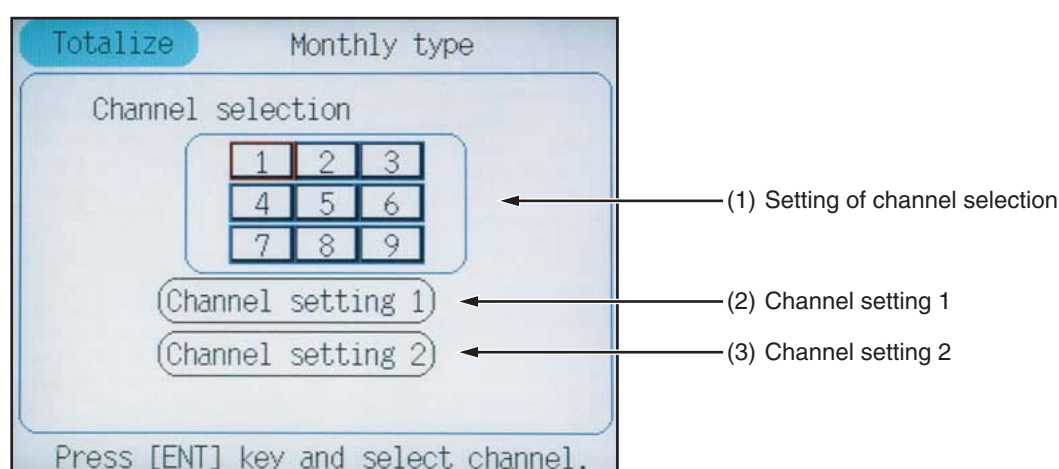 Totalize Monthly type
Channel selection
1 2 3
4 5 6
7 8 9
(1) Setting of channel selection
Channel setting 1
(2) Channel setting 1
Channel setting 2
(3) Channel setting 2
Press [ENT] key and select channel.